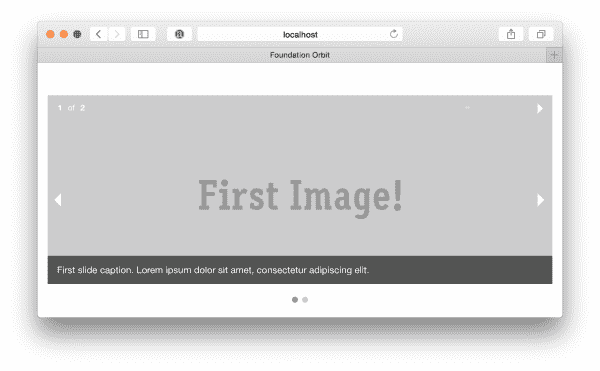 localhost
Foundation Orbit
1 of 2
First Image!
First slide caption. Lorem ipsum dolor sit amet, consectetur adipiscing elit.